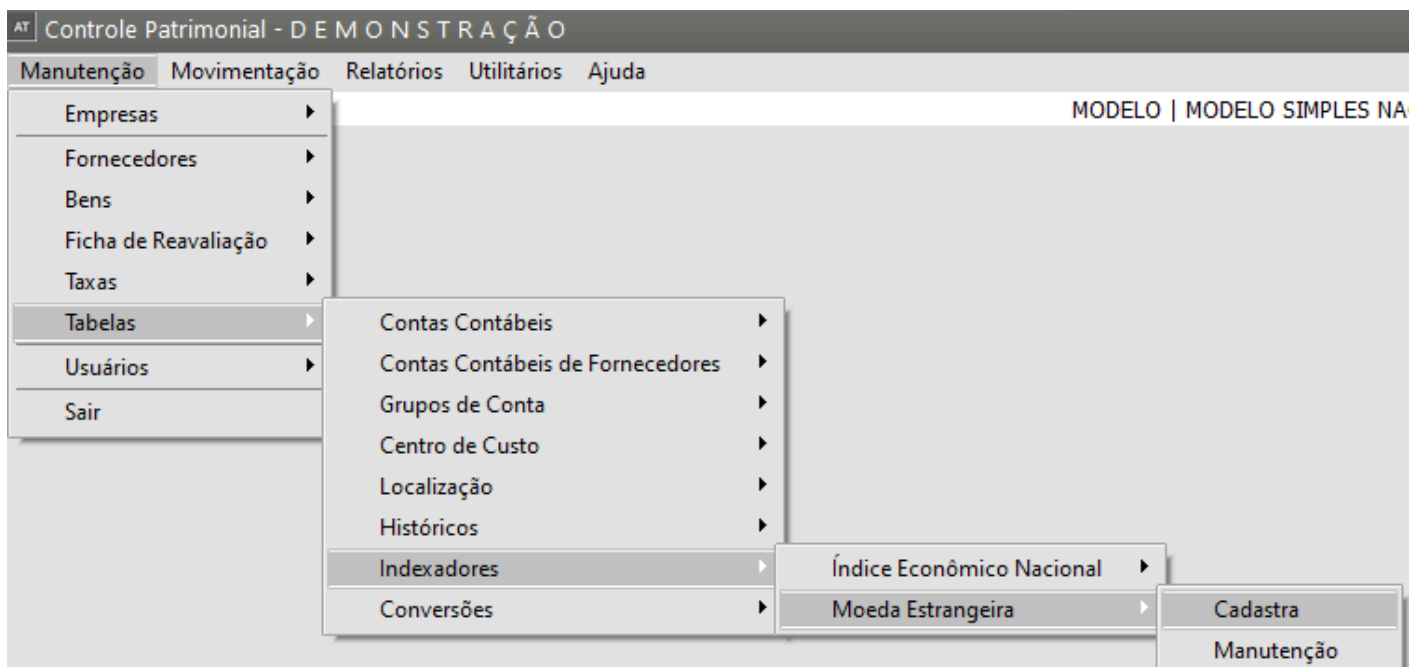 AT Controle Patrimonial - D E M O N S T R A Ç Ã O
Manutenção Movimentação Relatórios Utilitários Ajuda
MODELO | MODELO SIMPLES NA
Empresas
Fornecedores
Bens
Ficha de Reavaliação
Taxas
Tabelas
Usuários
Sair
Contas Contábeis
Contas Contábeis de Fornecedores
Grupos de Conta
Centro de Custo
Localização
Históricos
Indexadores
Conversões
Índice Econômico Nacional
Moeda Estrangeira
Cadastra
Manutenção